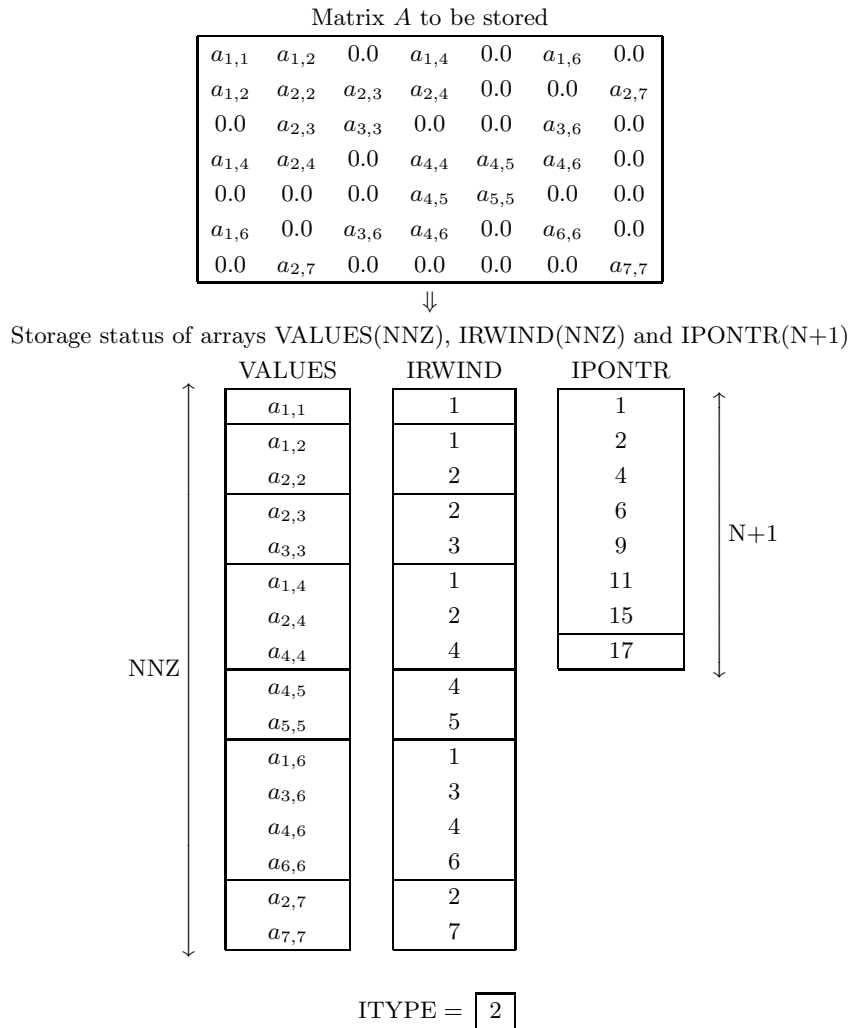 Matrix A to be stored
a1,1 a1,2 0.0 a1,4 0.0 a1,6 0.0
a1,2 a2,2 a2,3 a2,4 0.0 0.0 a2,7
0.0 a2,3 a3,3 0.0 0.0 a3,6 0.0
a1,4 a2,4 0.0 a4,4 a4,5 a4,6 0.0
0.0 0.0 0.0 a4,5 a5,5 0.0 0.0
a1,6 0.0 a3,6 a4,6 0.0 a6,6 0.0
0.0 a2,7 0.0 0.0 0.0 0.0 a7,7
⇓
Storage status of arrays VALUES(NNZ), IRWIND(NNZ) and IPONTR(N+1)
VALUES IRWIND IPONTR
a1,1 1 1
a1,2 1 2
a2,2 2 4
a2,3 2 6
a3,3 3 9
a1,4 1 11
a2,4 2 15
a4,4 4 17
a4,5 4
a5,5 5
a1,6 1
a3,6 3
a4,6 4
a6,6 6
a2,7 2
a7,7 7
NNZ
N+1
ITYPE = 2